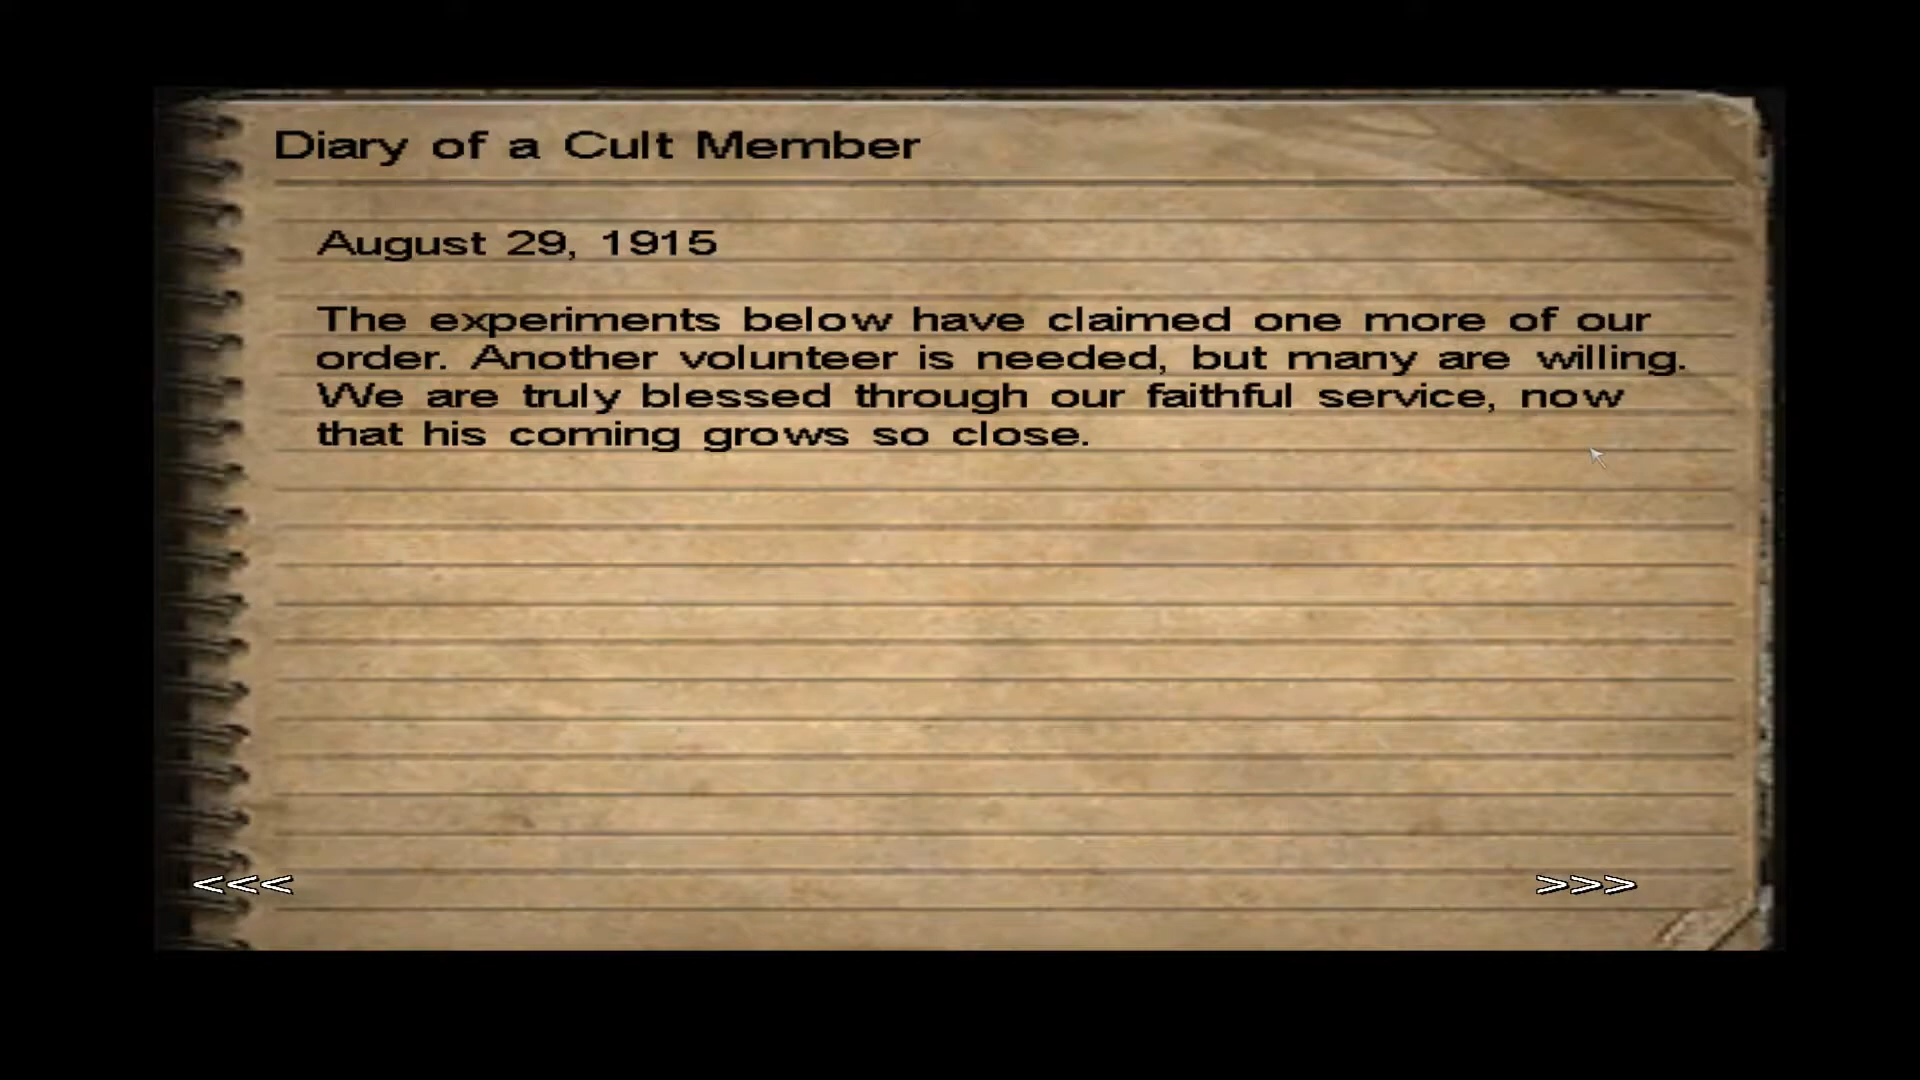 Diary of a Cult Member
August 29, 1915
The experiments below have claimed one more of our
order. Another volunteer is needed, but many are willing.
We are truly blessed through our faithful service, now
that his coming grows so close.
<<< >>>